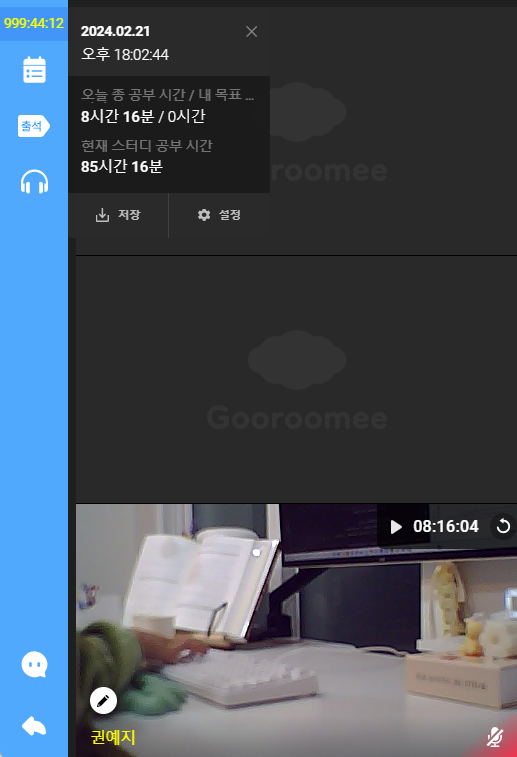 999:44:12
2024.02.21
오후 18:02:44
오늘 총 공부 시간 / 내 목표 ...
8시간 16분 / 0시간
현재 스터디 공부 시간
85시간 16분
저장
설정
출석
Gooroomee
08:16:04
권예지